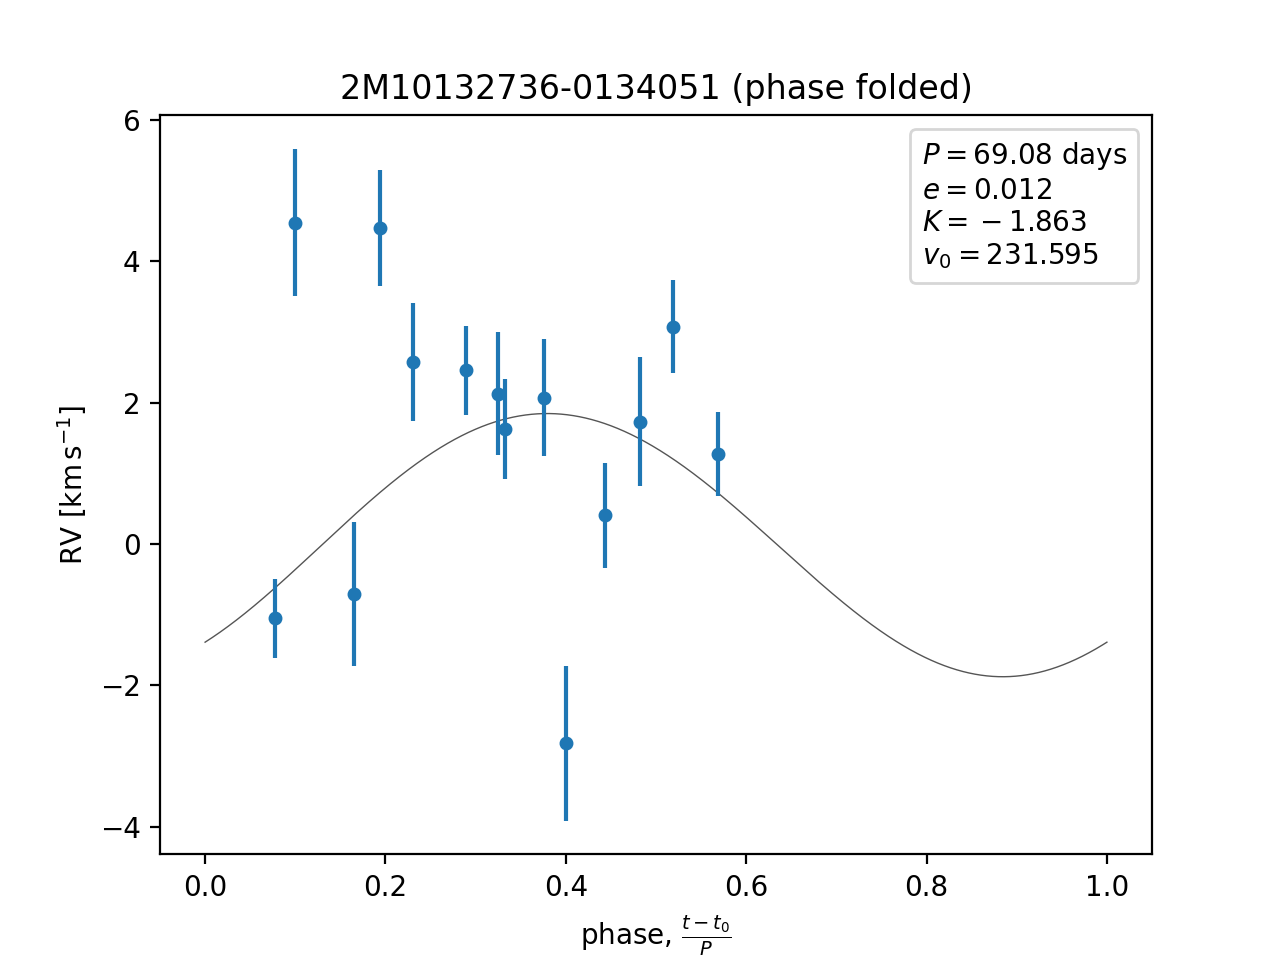 2M10132736-0134051 (phase folded)
P = 69.08 days
e = 0.012
K = −1.863
v₀ = 231.595
6
4
2
0
−2
−4
RV [km s⁻¹]
0.0 0.2 0.4 0.6 0.8 1.0
phase, (t − t₀)/P